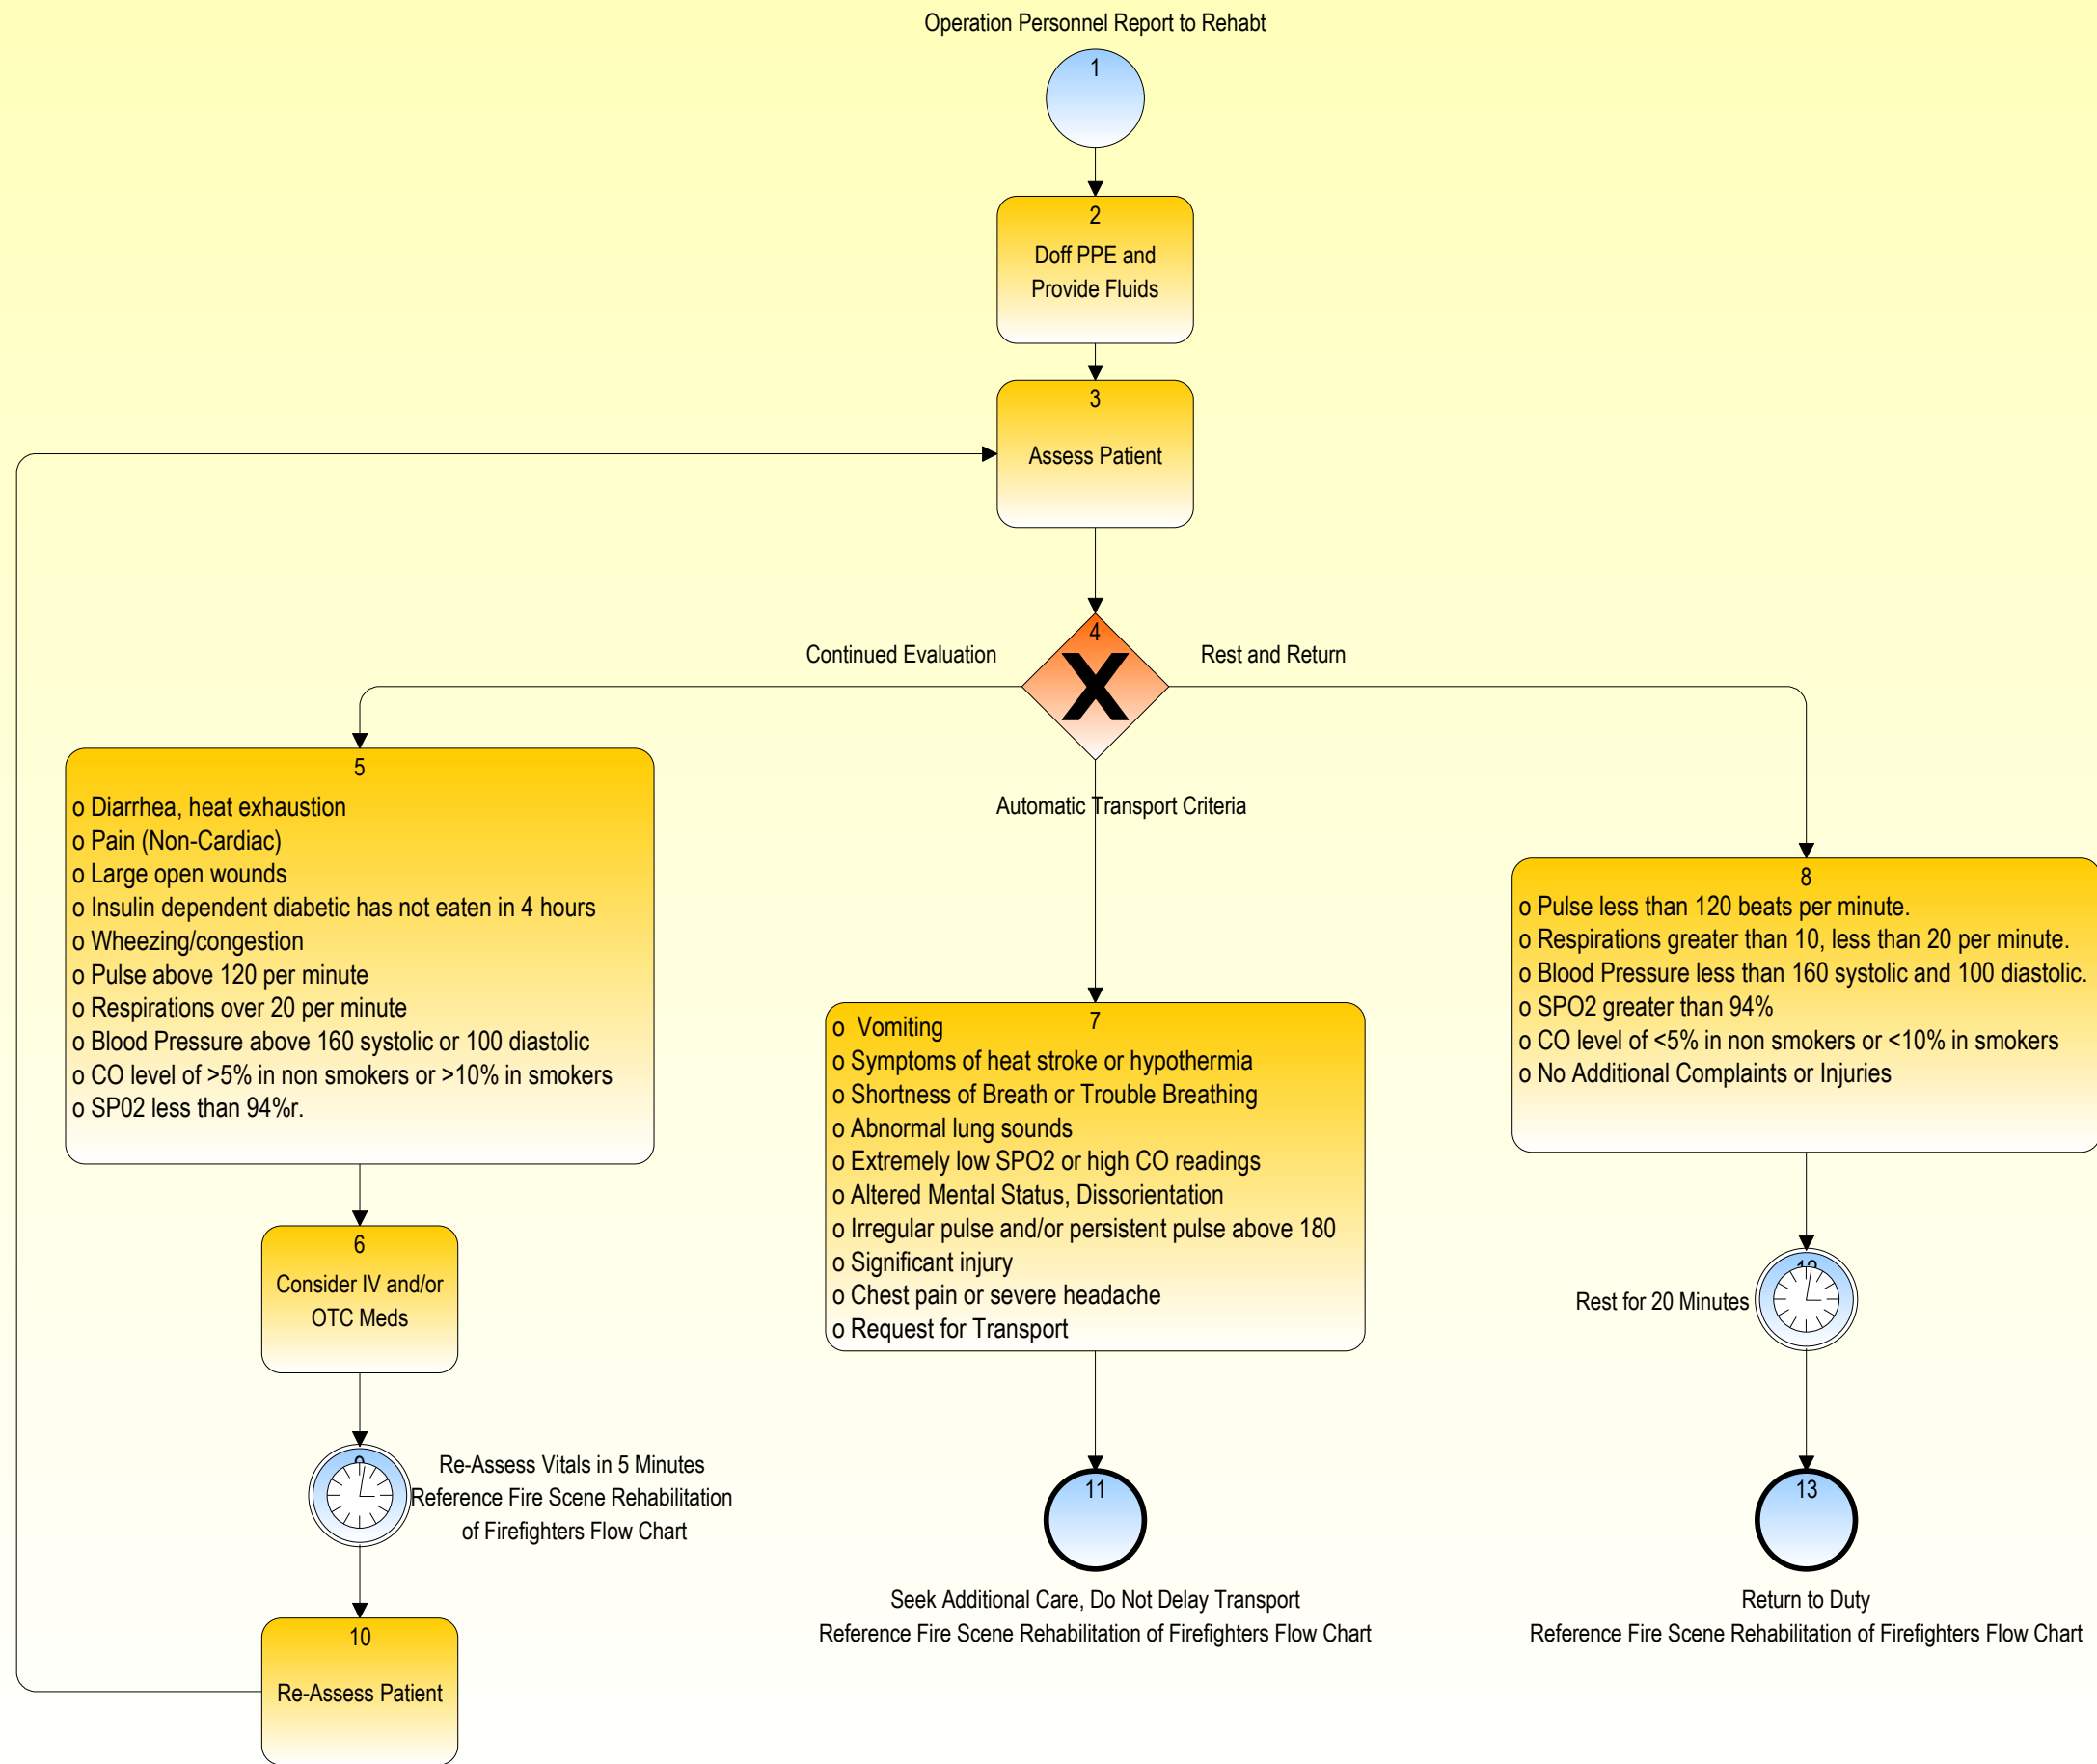 Operation Personnel Report to Rehabt
1
2
Doff PPE and
Provide Fluids
3
Assess Patient
4
X
Continued Evaluation
Rest and Return
Automatic Transport Criteria
5
o Diarrhea, heat exhaustion
o Pain (Non-Cardiac)
o Large open wounds
o Insulin dependent diabetic has not eaten in 4 hours
o Wheezing/congestion
o Pulse above 120 per minute
o Respirations over 20 per minute
o Blood Pressure above 160 systolic or 100 diastolic
o CO level of >5% in non smokers or >10% in smokers
o SP02 less than 94%r.
6
Consider IV and/or
OTC Meds
Re-Assess Vitals in 5 Minutes
Reference Fire Scene Rehabilitation
of Firefighters Flow Chart
10
Re-Assess Patient
7
o Vomiting
o Symptoms of heat stroke or hypothermia
o Shortness of Breath or Trouble Breathing
o Abnormal lung sounds
o Extremely low SPO2 or high CO readings
o Altered Mental Status, Dissorientation
o Irregular pulse and/or persistent pulse above 180
o Significant injury
o Chest pain or severe headache
o Request for Transport
11
Seek Additional Care, Do Not Delay Transport
Reference Fire Scene Rehabilitation of Firefighters Flow Chart
8
o Pulse less than 120 beats per minute.
o Respirations greater than 10, less than 20 per minute.
o Blood Pressure less than 160 systolic and 100 diastolic.
o SPO2 greater than 94%
o CO level of <5% in non smokers or <10% in smokers
o No Additional Complaints or Injuries
Rest for 20 Minutes
13
Return to Duty
Reference Fire Scene Rehabilitation of Firefighters Flow Chart